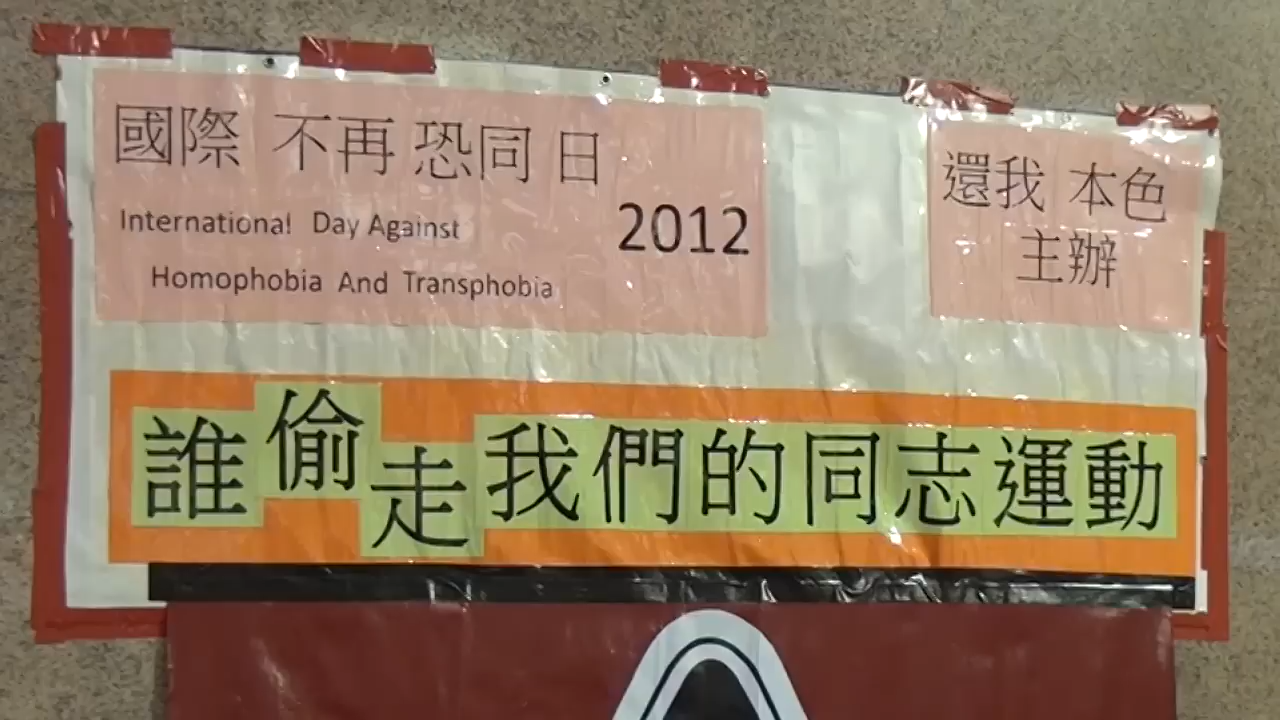 國際 不再 恐同 日
International Day Against
Homophobia And Transphobia
2012
還我 本色
主辦
誰偷走我們的同志運動